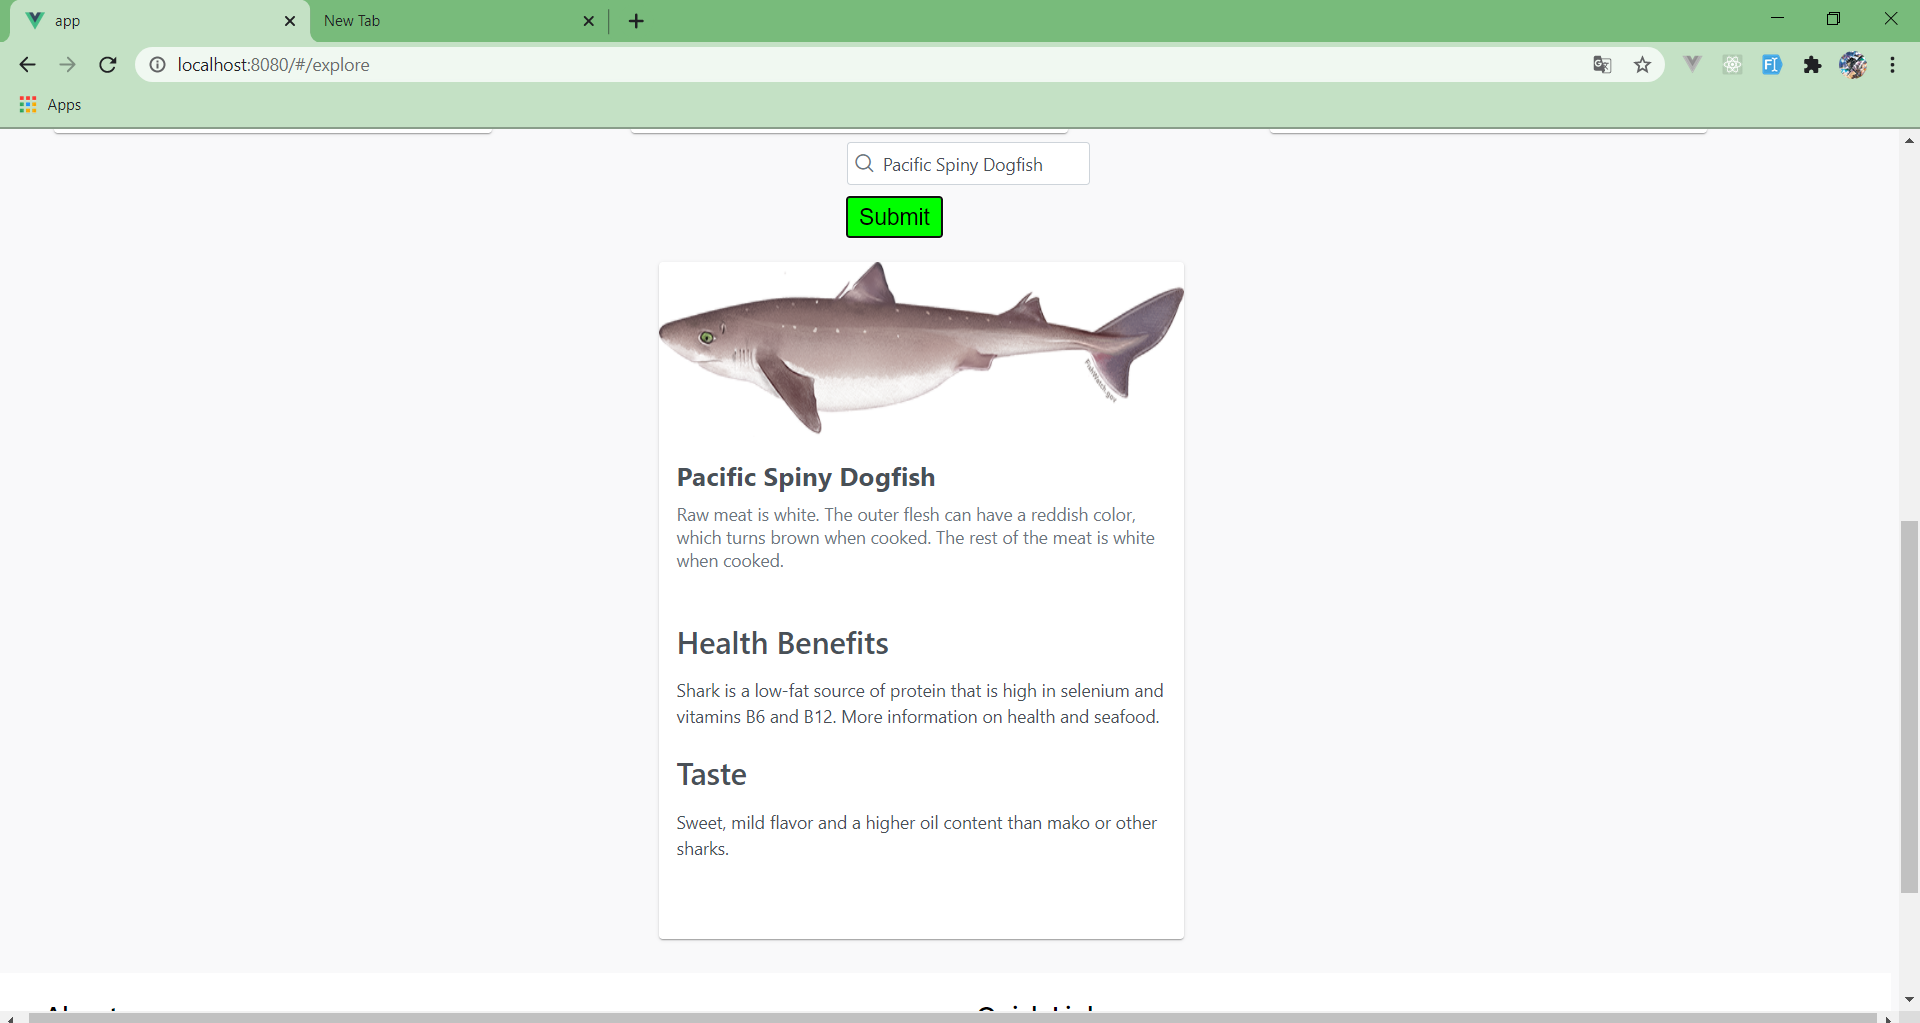 app
New Tab
localhost:8080/#/explore
Apps
Pacific Spiny Dogfish
Submit
FishWatch.gov
Pacific Spiny Dogfish
Raw meat is white. The outer flesh can have a reddish color,
which turns brown when cooked. The rest of the meat is white
when cooked.
Health Benefits
Shark is a low-fat source of protein that is high in selenium and
vitamins B6 and B12. More information on health and seafood.
Taste
Sweet, mild flavor and a higher oil content than mako or other
sharks.